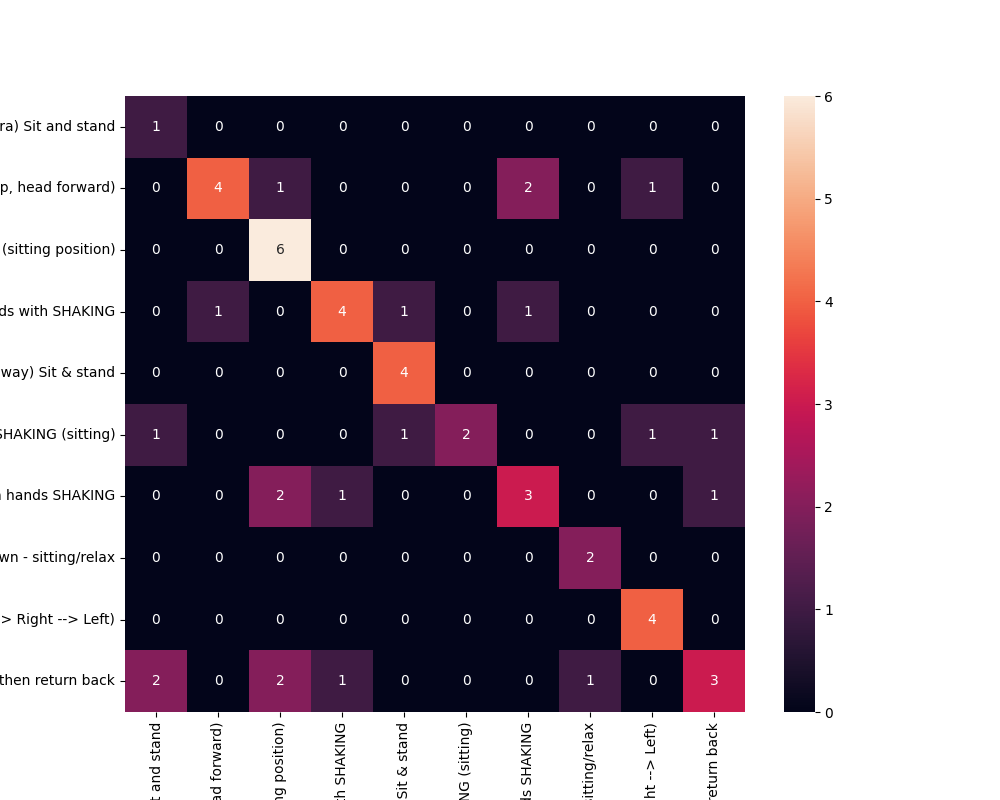 ra) Sit and stand 1 0 0 0 0 0 0 0 0 0
p, head forward) 0 4 1 0 0 0 2 0 1 0
(sitting position) 0 0 6 0 0 0 0 0 0 0
ds with SHAKING 0 1 0 4 1 0 1 0 0 0
way) Sit & stand 0 0 0 0 4 0 0 0 0 0
SHAKING (sitting) 1 0 0 0 1 2 0 0 1 1
hands SHAKING 0 0 2 1 0 0 3 0 0 1
wn - sitting/relax 0 0 0 0 0 0 0 2 0 0
> Right --> Left) 0 0 0 0 0 0 0 0 4 0
then return back 2 0 2 1 0 0 0 1 0 3
t and stand
ad forward)
ng position)
h SHAKING
Sit & stand
NG (sitting)
ds SHAKING
sitting/relax
ht --> Left)
return back
6
5
4
3
2
1
0